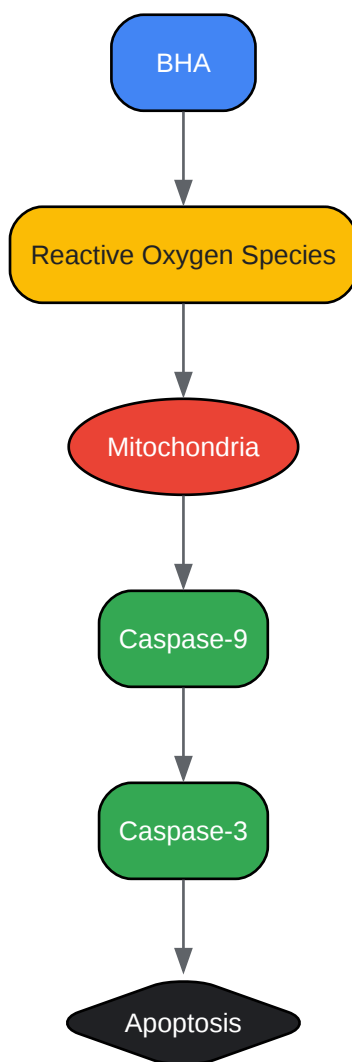 BHA
Reactive Oxygen Species
Mitochondria
Caspase-9
Caspase-3
Apoptosis